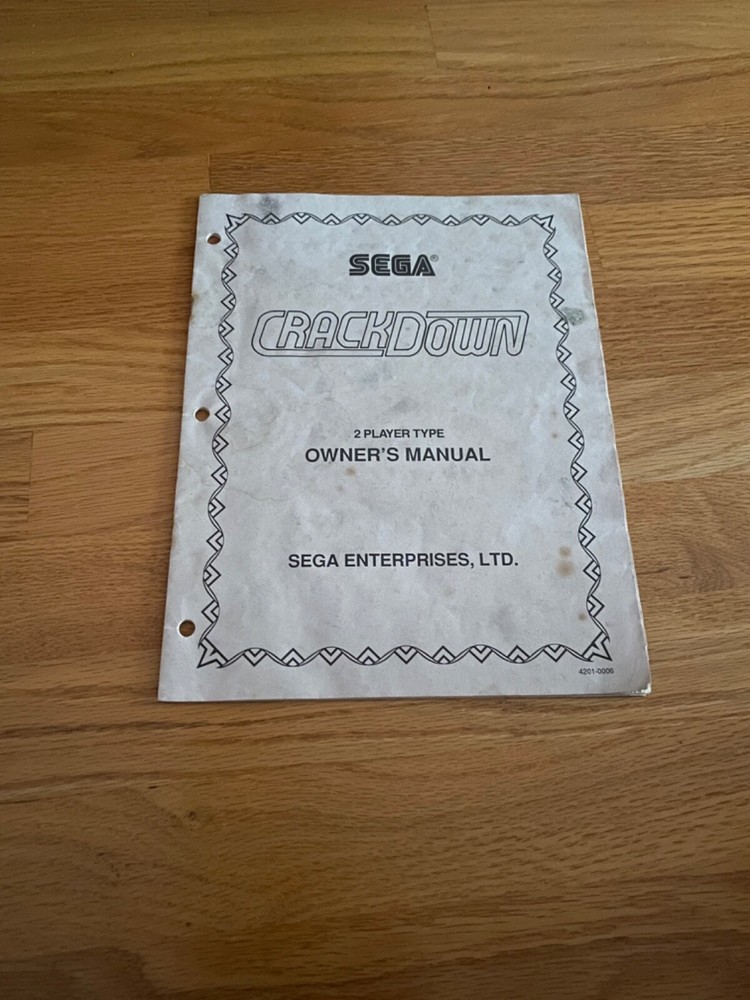 SEGA®
CRACKDOWN
2 PLAYER TYPE
OWNER'S MANUAL
SEGA ENTERPRISES, LTD.
4201-0006